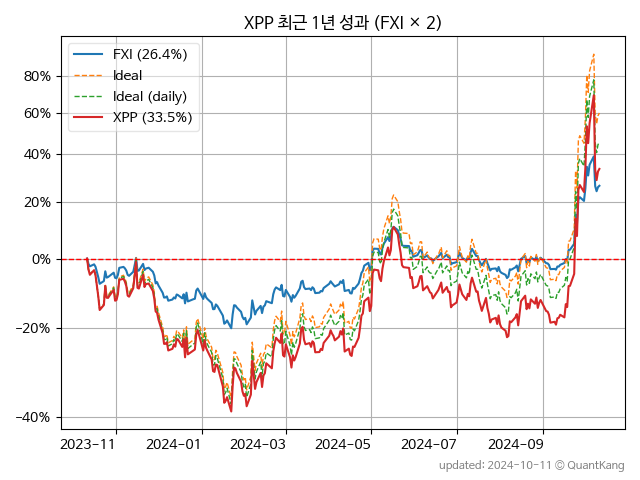 XPP 최근 1년 성과 (FXI × 2)
FXI (26.4%)
Ideal
Ideal (daily)
XPP (33.5%)
80%
60%
40%
20%
0%
−20%
−40%
2023-11
2024-01
2024-03
2024-05
2024-07
2024-09
updated: 2024-10-11 © QuantKang